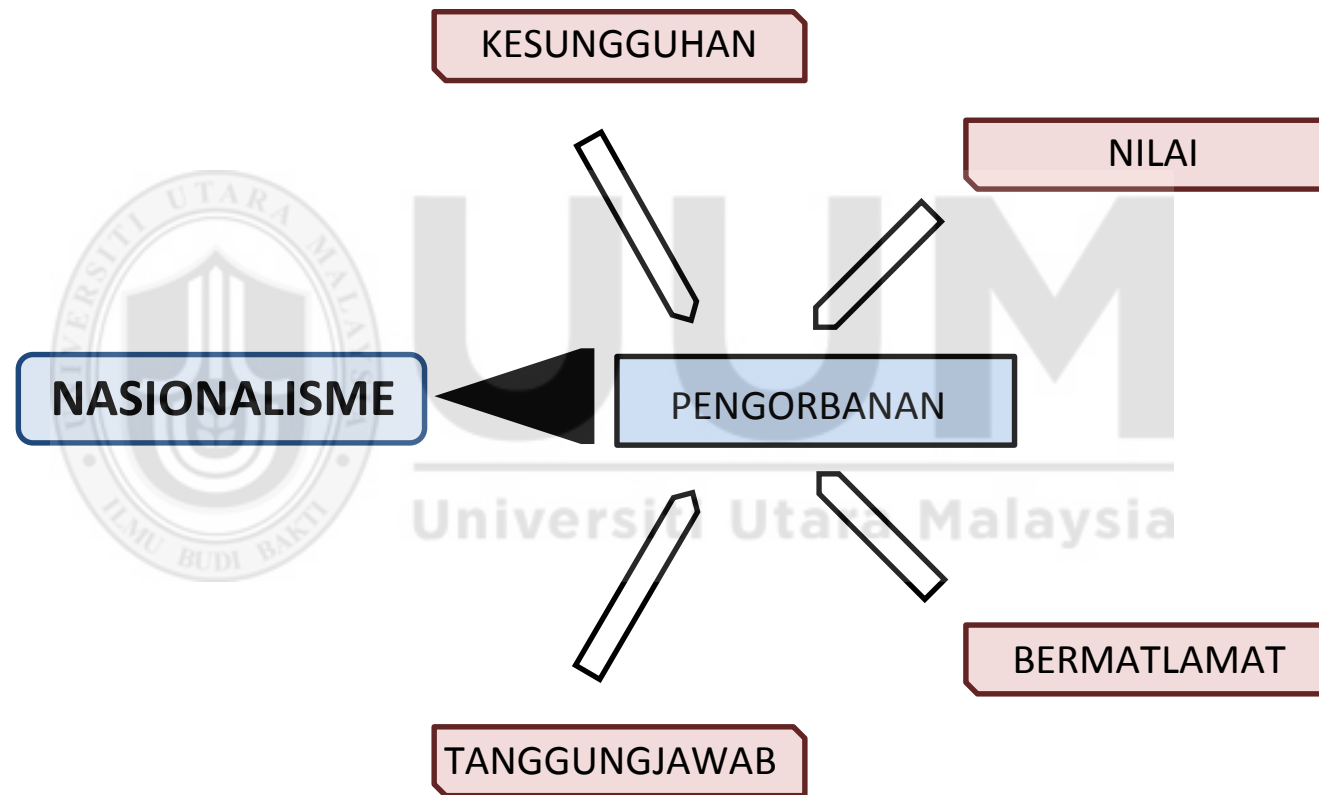 KESUNGGUHAN
NILAI
UNIVERSITI UTARA MALAYSIA
UUM
NASIONALISME
PENGORBANAN
Universiti Utara Malaysia
ILMU BUDI BAKTI
BERMATLAMAT
TANGGUNGJAWAB